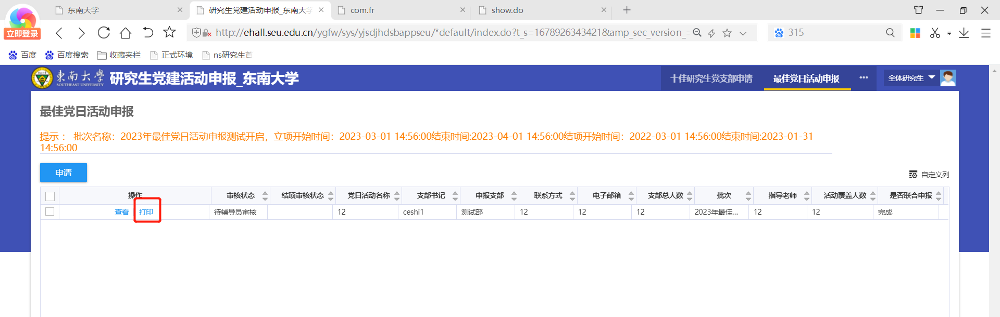 东南大学
研究生党建活动申报_东南大学
com.fr
show.do
立即登录
http://ehall.seu.edu.cn/ygfw/sys/yjsdjhdsbappseu/*default/index.do?t_s=1678926343421&amp_sec_version_=
315
百度
百度搜索
收藏夹栏
正式环境
ns研究生首
東南大學
SOUTHEAST UNIVERSITY
研究生党建活动申报_东南大学
十佳研究生党支部申请
最佳党日活动申报
•••
全体研究生
最佳党日活动申报
提示 : 批次名称：2023年最佳党日活动申报测试开启，立项开始时间：2023-03-01 14:56:00结束时间:2023-04-01 14:56:00结项开始时间：2022-03-01 14:56:00结束时间:2023-01-31
14:56:00
申请
自定义列
操作 审核状态 结项审核状态 党日活动名称 支部书记 申报支部 联系方式 电子邮箱 支部总人数 批次 指导老师 活动覆盖人数 是否联合申报
查看 打印 待辅导员审核 12 ceshi1 测试部 12 12 12 2023年最佳... 12 12 完成